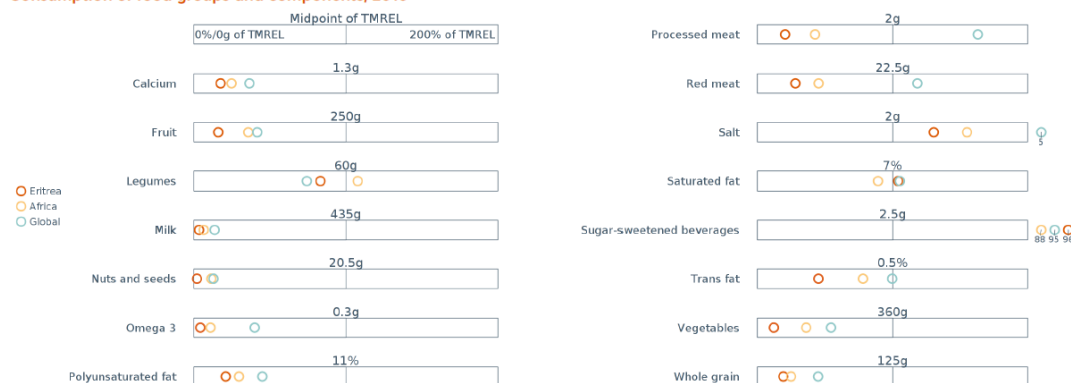 Midpoint of TMREL
0%/0g of TMREL
200% of TMREL
Calcium
1.3g
Fruit
250g
Legumes
60g
Milk
435g
Nuts and seeds
20.5g
Omega 3
0.3g
Polyunsaturated fat
11%
Eritrea
Africa
Global
Processed meat
2g
Red meat
22.5g
Salt
2g
5
Saturated fat
7%
Sugar-sweetened beverages
2.5g
88 95 96
Trans fat
0.5%
Vegetables
360g
Whole grain
125g